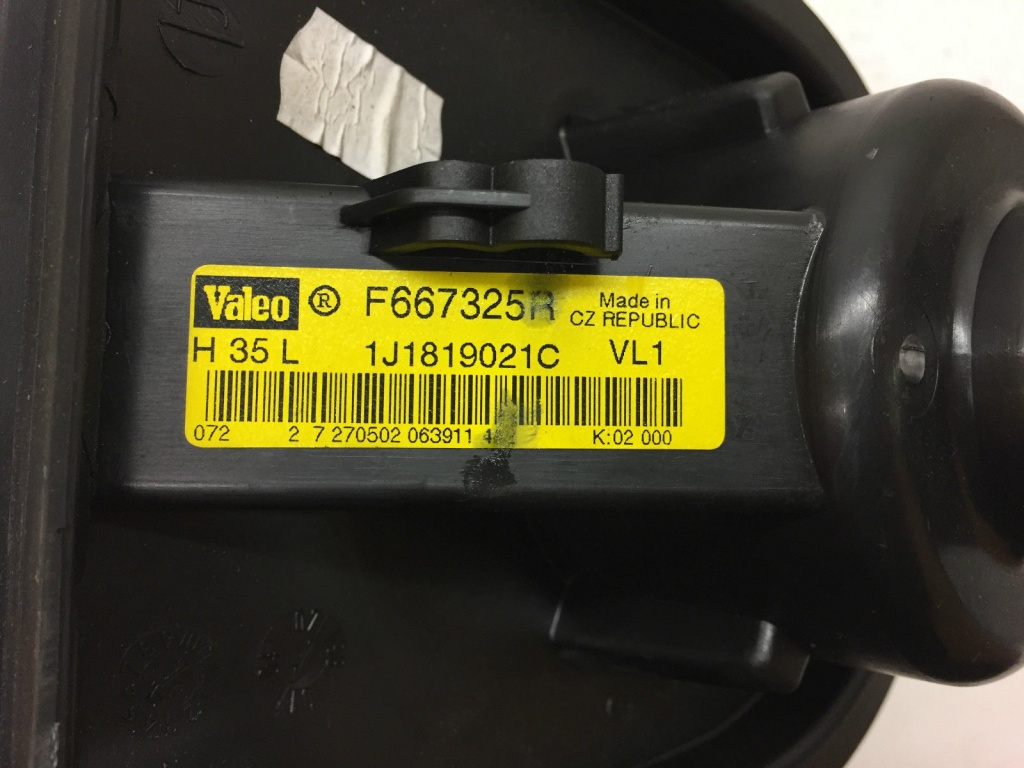 Valeo ® F667325R Made in
CZ REPUBLIC
H 35 L 1J1819021C VL1
072 2 7 270502 063911 K:02 000